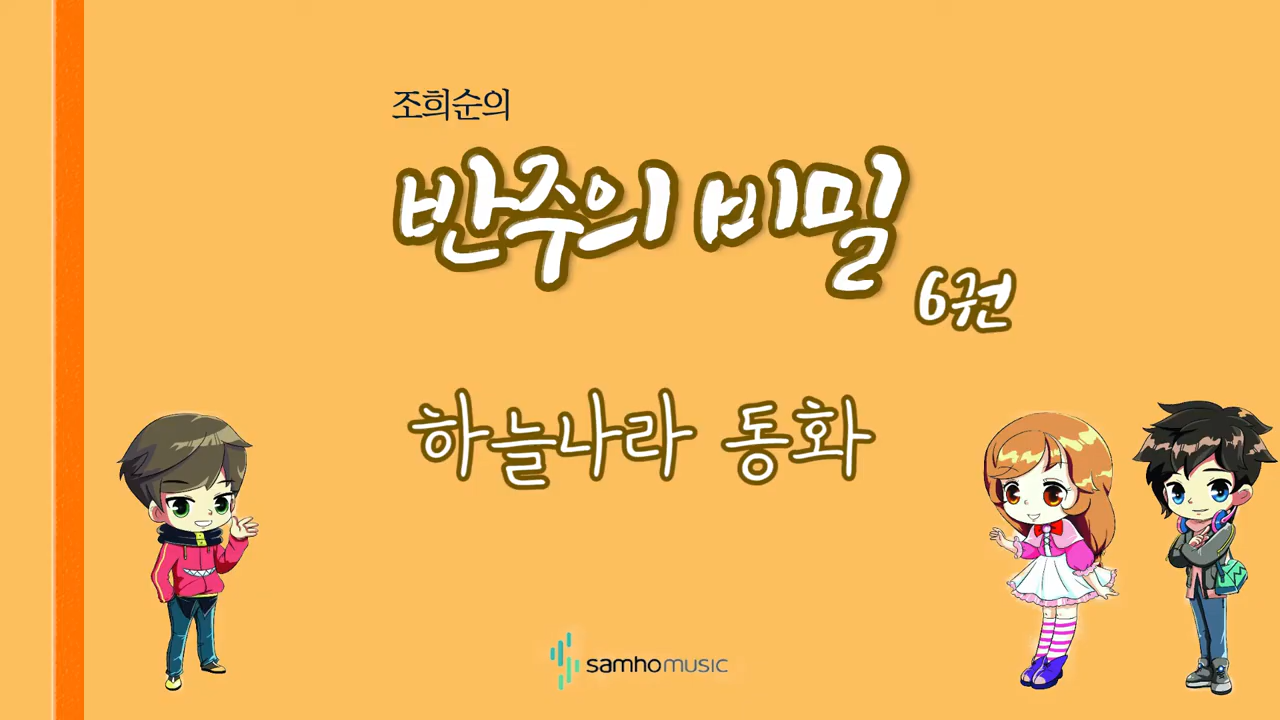 조희순의
반주의 비밀
6권
하늘나라 동화
samhomusic